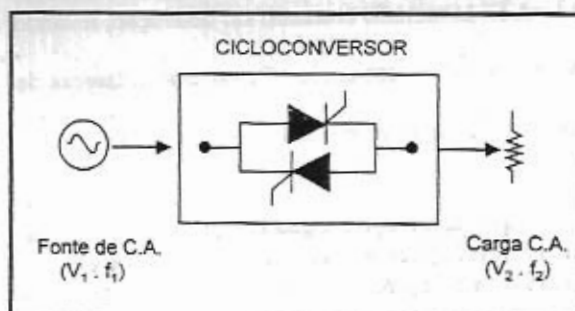 CICLOCONVERSOR
Fonte de C.A.
(V₁ . f₁)
Carga C.A.
(V₂ . f₂)